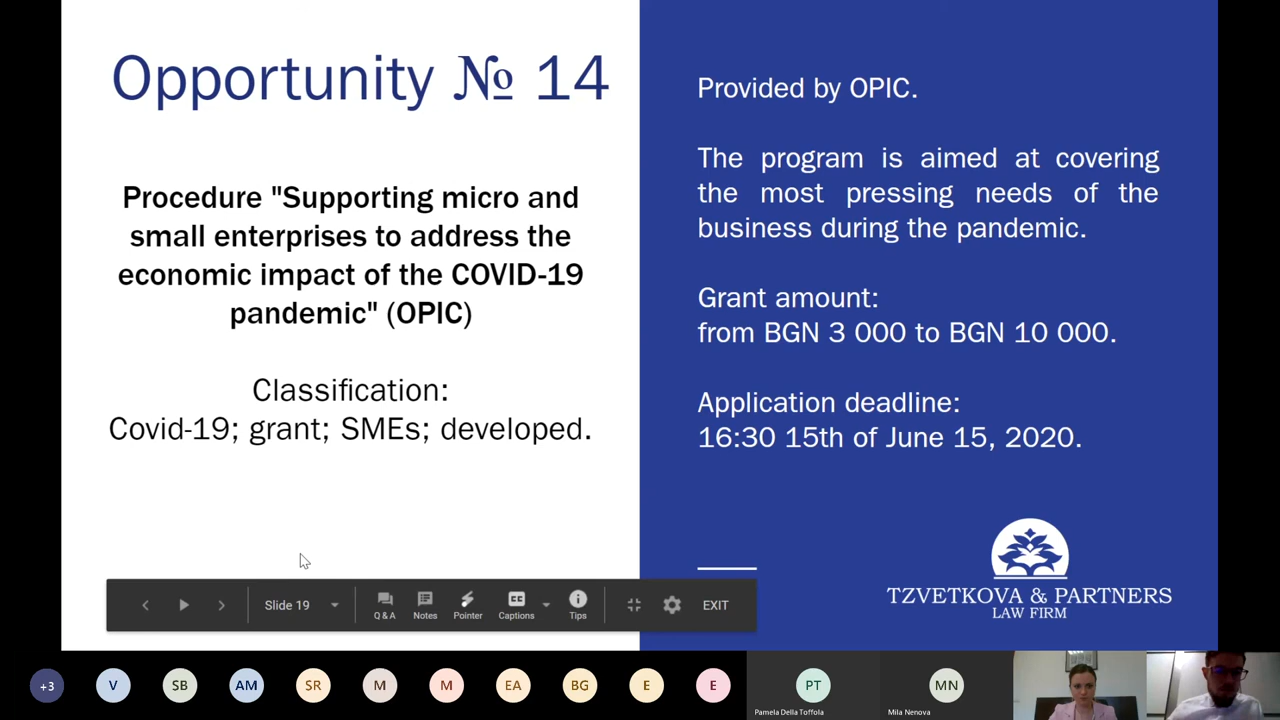 Opportunity № 14
Procedure "Supporting micro and
small enterprises to address the
economic impact of the COVID-19
pandemic" (OPIC)
Classification:
Covid-19; grant; SMEs; developed.
Provided by OPIC.
The program is aimed at covering
the most pressing needs of the
business during the pandemic.
Grant amount:
from BGN 3 000 to BGN 10 000.
Application deadline:
16:30 15th of June 15, 2020.
TZVETKOVA & PARTNERS
LAW FIRM
Slide 19
Q & A
Notes
Pointer
CC
Captions
Tips
EXIT
+3
V
SB
AM
SR
M
M
EA
BG
E
E
PT
Pamela Della Toffola
MN
Mila Nenova